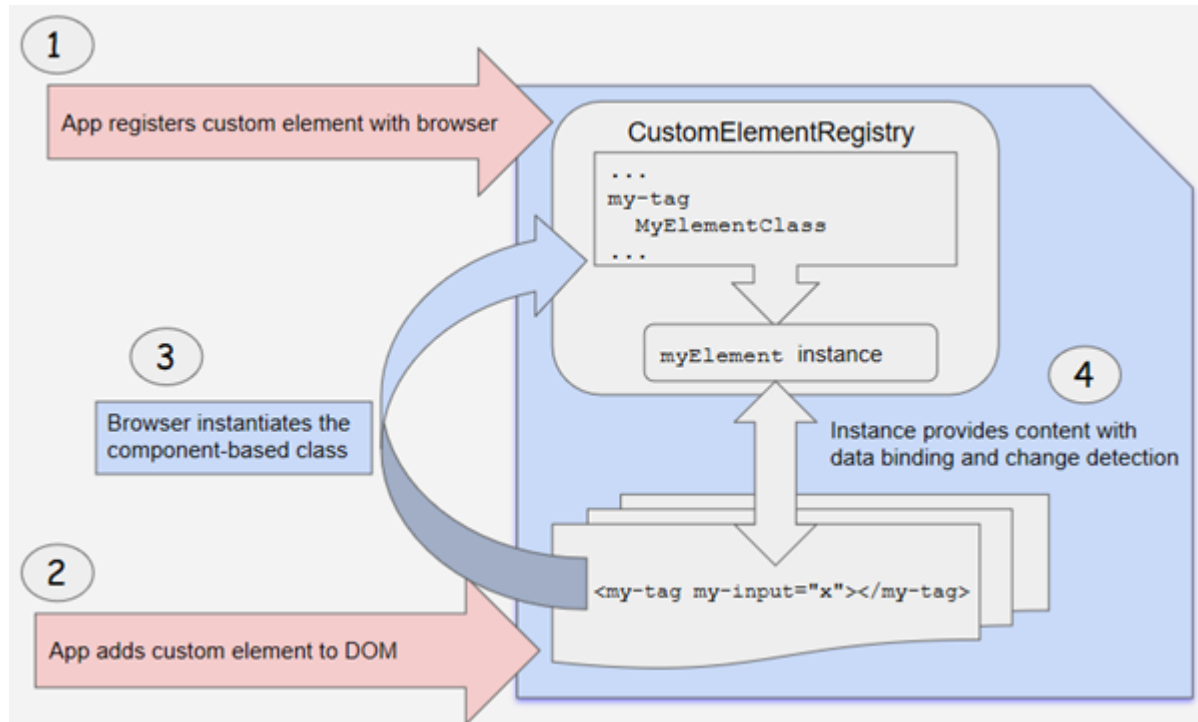 1
App registers custom element with browser
CustomElementRegistry
...
my-tag
MyElementClass
...
myElement instance
3
Browser instantiates the
component-based class
4
Instance provides content with
data binding and change detection
2
App adds custom element to DOM
<my-tag my-input="x"></my-tag>